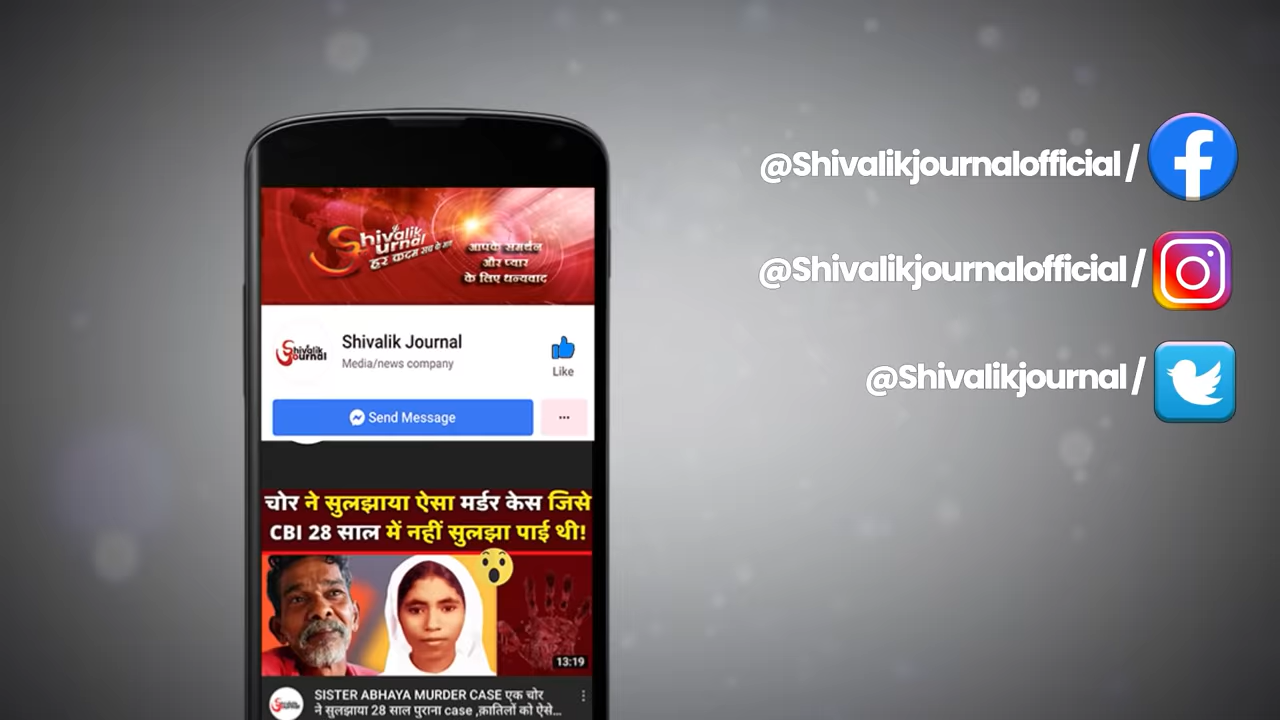 Shivalik
Journal
हर कदम सच के साथ
आपके समर्थन
और प्यार
के लिए धन्यवाद
Shivalik
Journal
Shivalik Journal
Media/news company
Like
Send Message
...
चोर ने सुलझाया ऐसा मर्डर केस जिसे
CBI 28 साल में नहीं सुलझा पाई थी!
13:19
SISTER ABHAYA MURDER CASE एक चोर
ने सुलझाया 28 साल पुराना case ,क़ातिलों को ऐसे...
@Shivalikjournalofficial /
@Shivalikjournalofficial /
@Shivalikjournal /